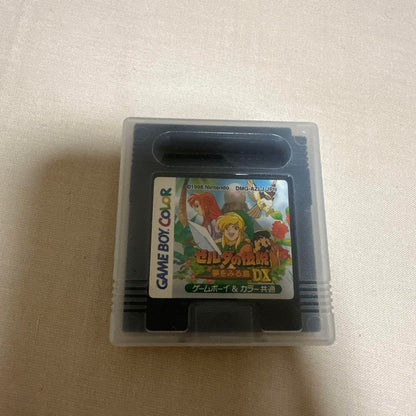 ©1998 Nintendo DMG-AZLJ-JPN
GAME BOY COLOR
ゼルダの伝説
夢をみる島 DX
ゲームボーイ & カラー共通